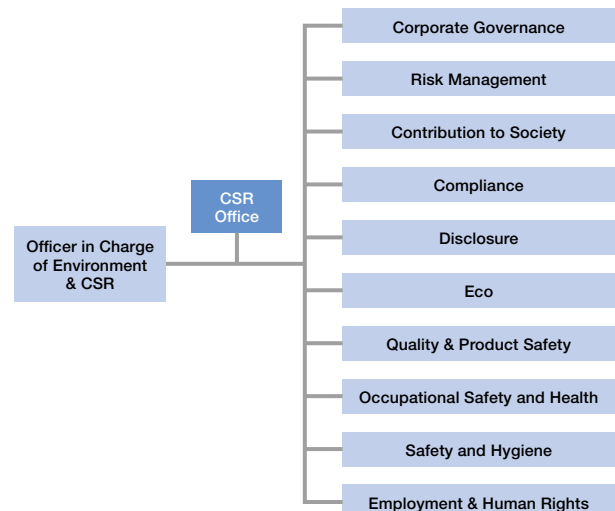 Corporate Governance
Risk Management
Contribution to Society
CSR
Office
Compliance
Officer in Charge
of Environment
& CSR
Disclosure
Eco
Quality & Product Safety
Occupational Safety and Health
Safety and Hygiene
Employment & Human Rights